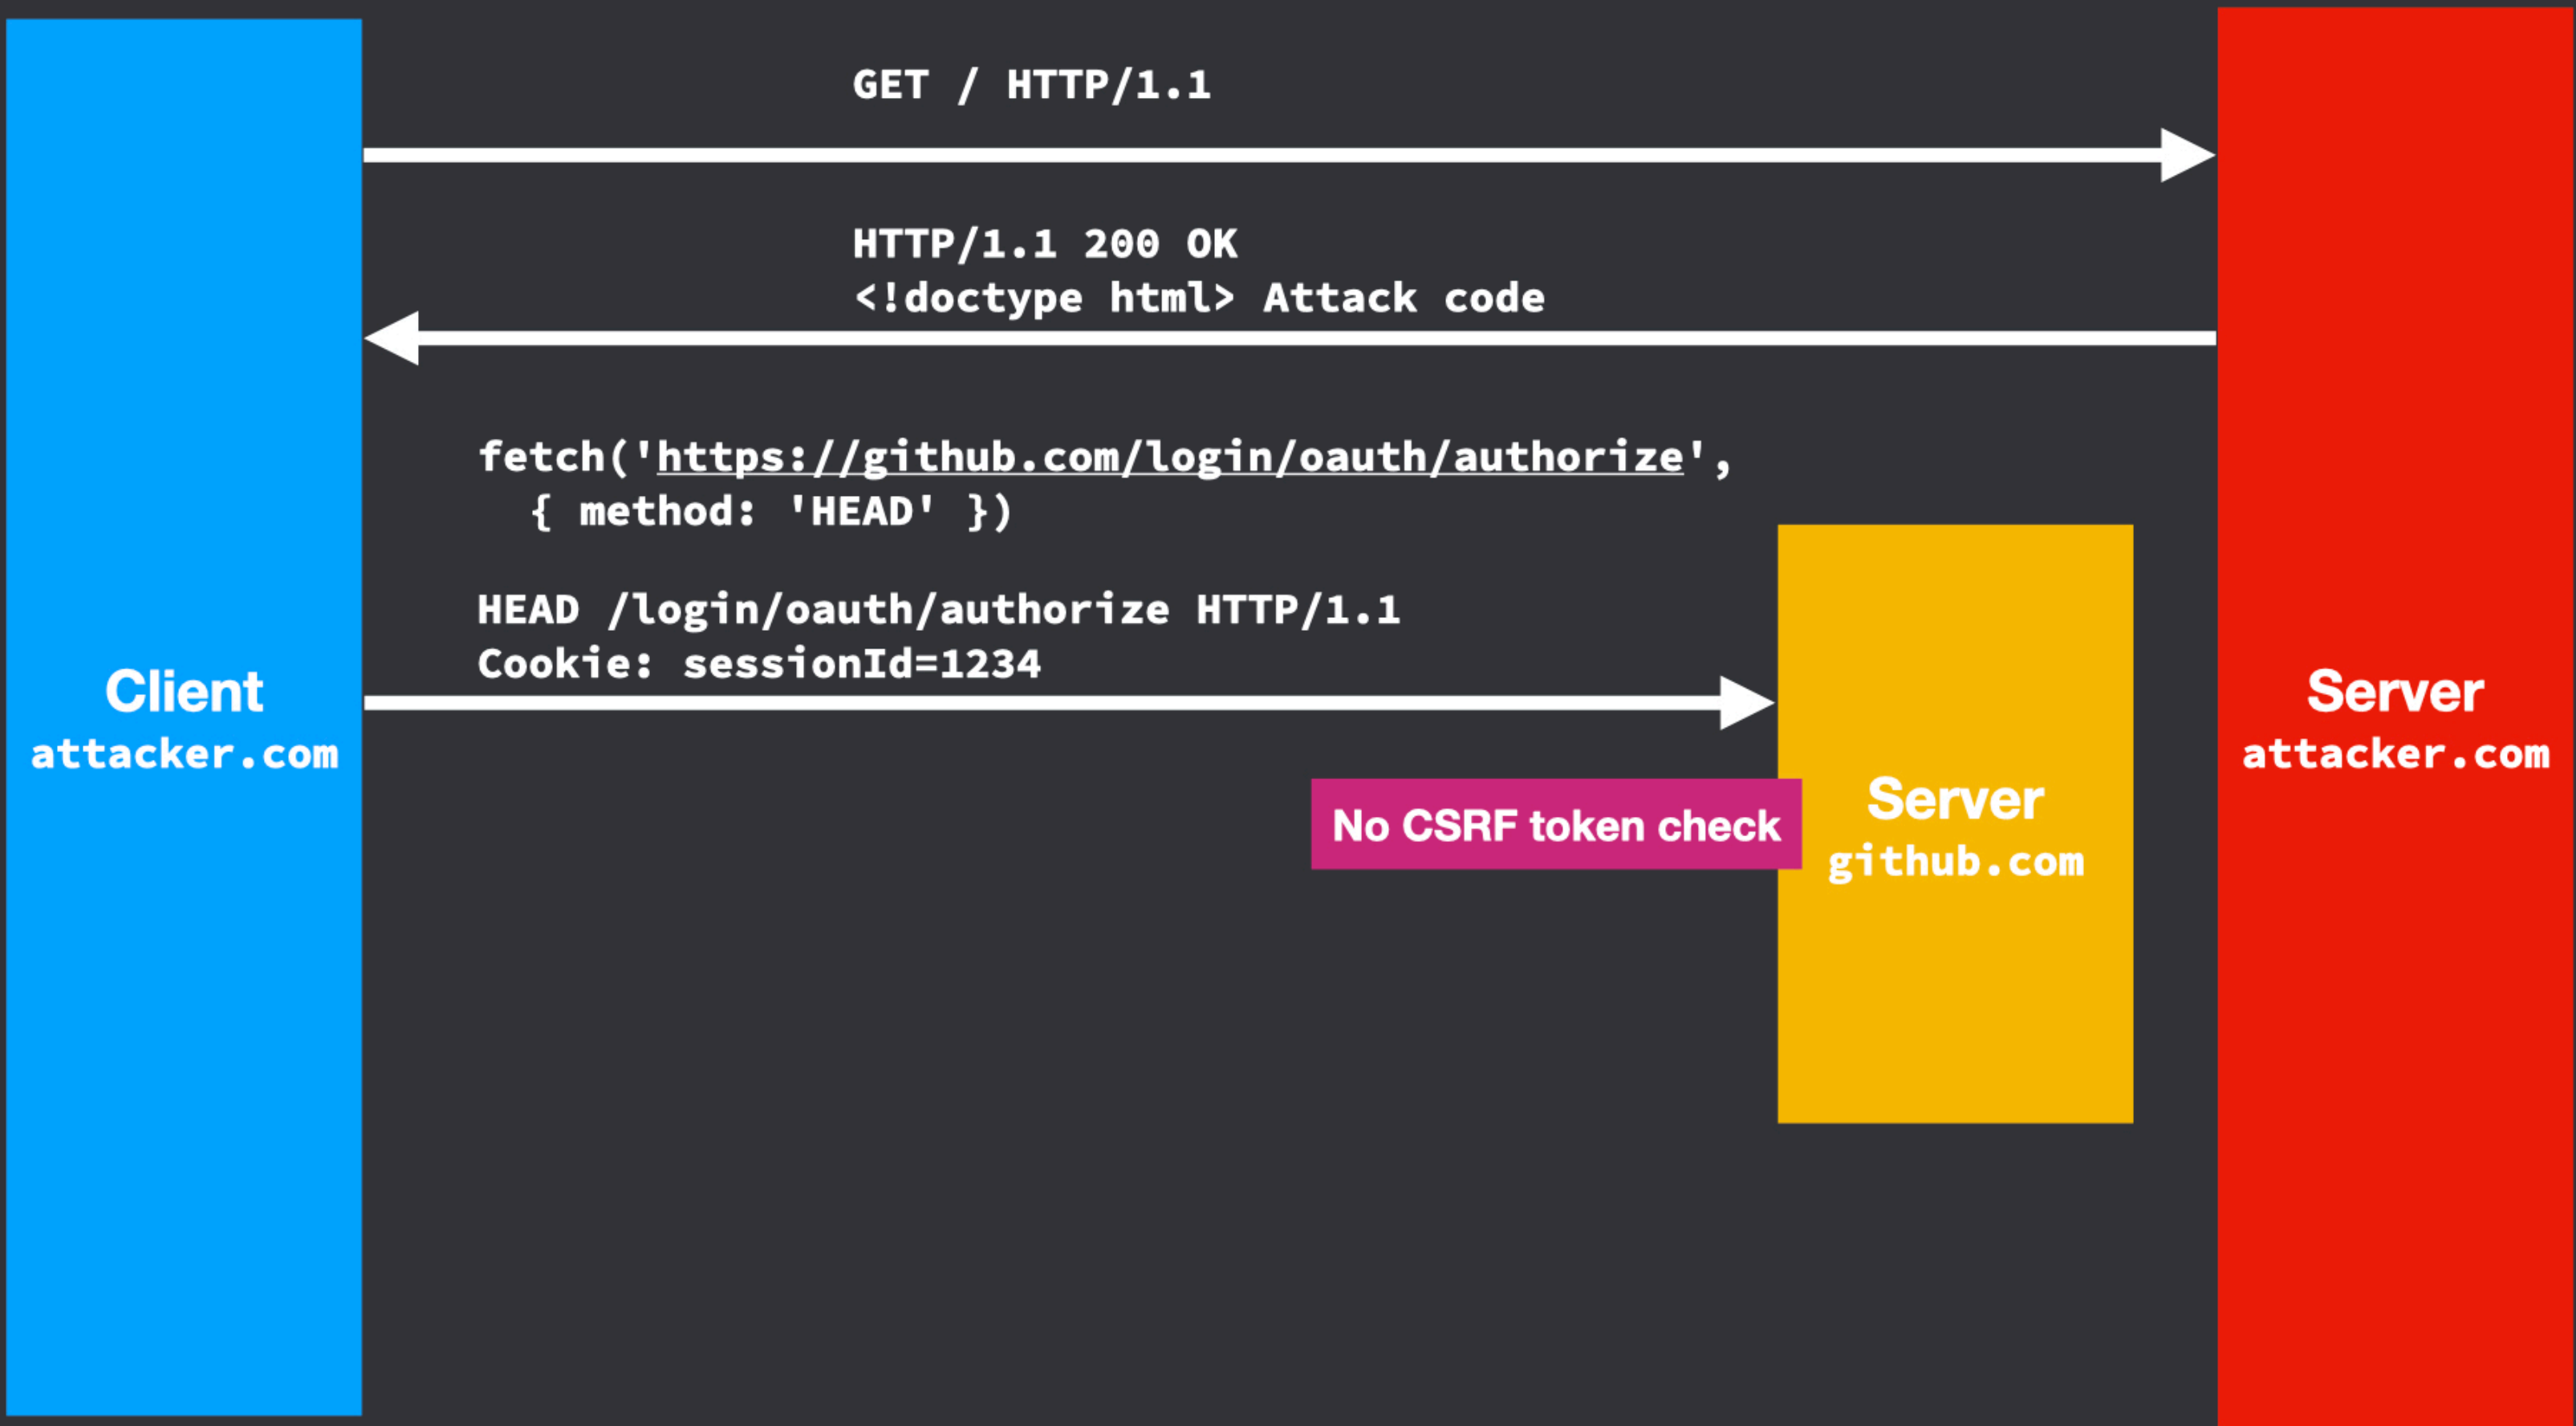 GET / HTTP/1.1
HTTP/1.1 200 OK
<!doctype html> Attack code
fetch('https://github.com/login/oauth/authorize',
{ method: 'HEAD' })
HEAD /login/oauth/authorize HTTP/1.1
Cookie: sessionId=1234
Client
attacker.com
No CSRF token check
Server
github.com
Server
attacker.com